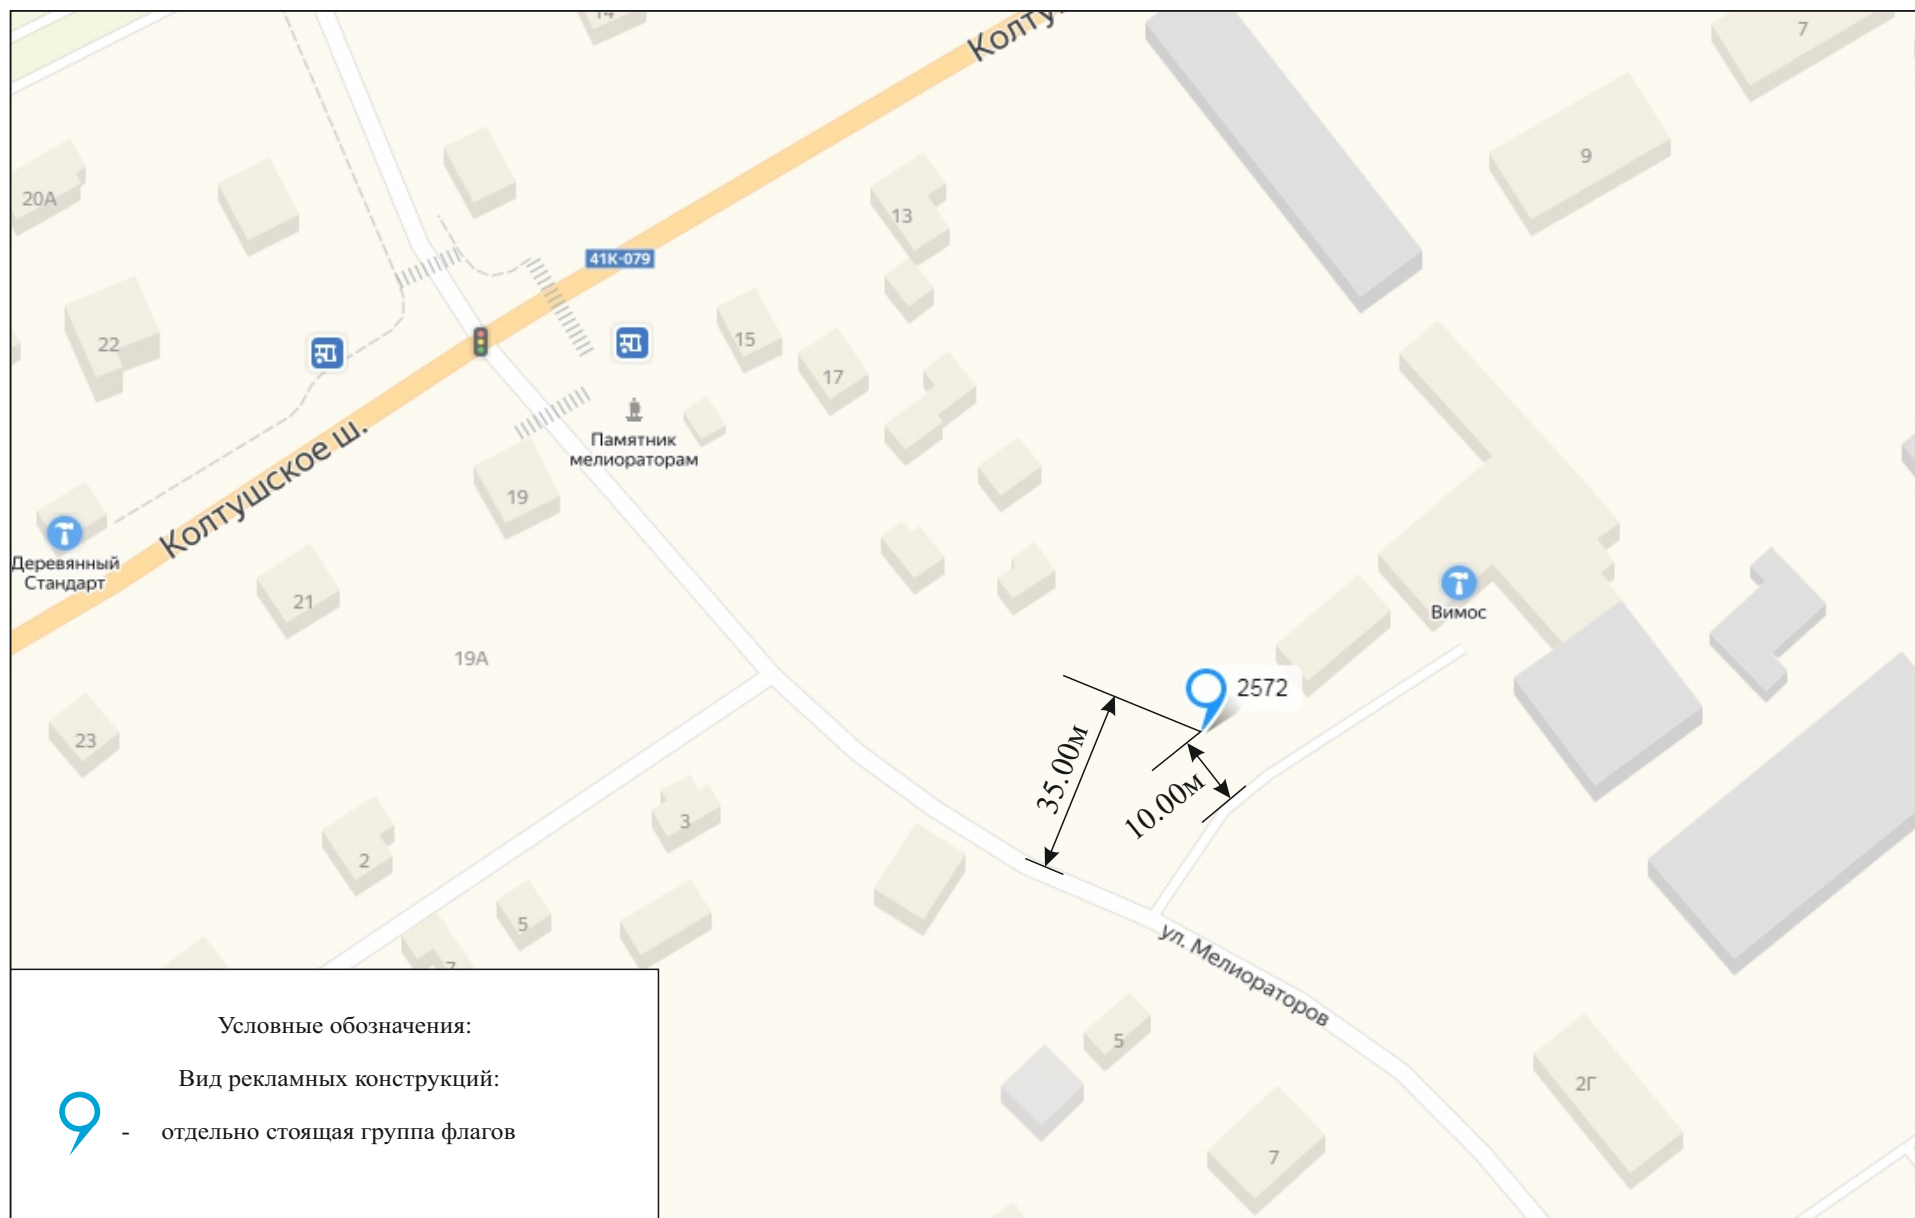 14
Колту
7
9
20А
13
41К-079
22
15
17
Памятник
мелиораторам
Колтушское ш.
19
Деревянный
Стандарт
21
Вимос
19А
2572
23
35.00м
10.00м
3
2
5
7
ул. Мелиораторов
5
2Г
7
Условные обозначения:
Вид рекламных конструкций:
- отдельно стоящая группа флагов